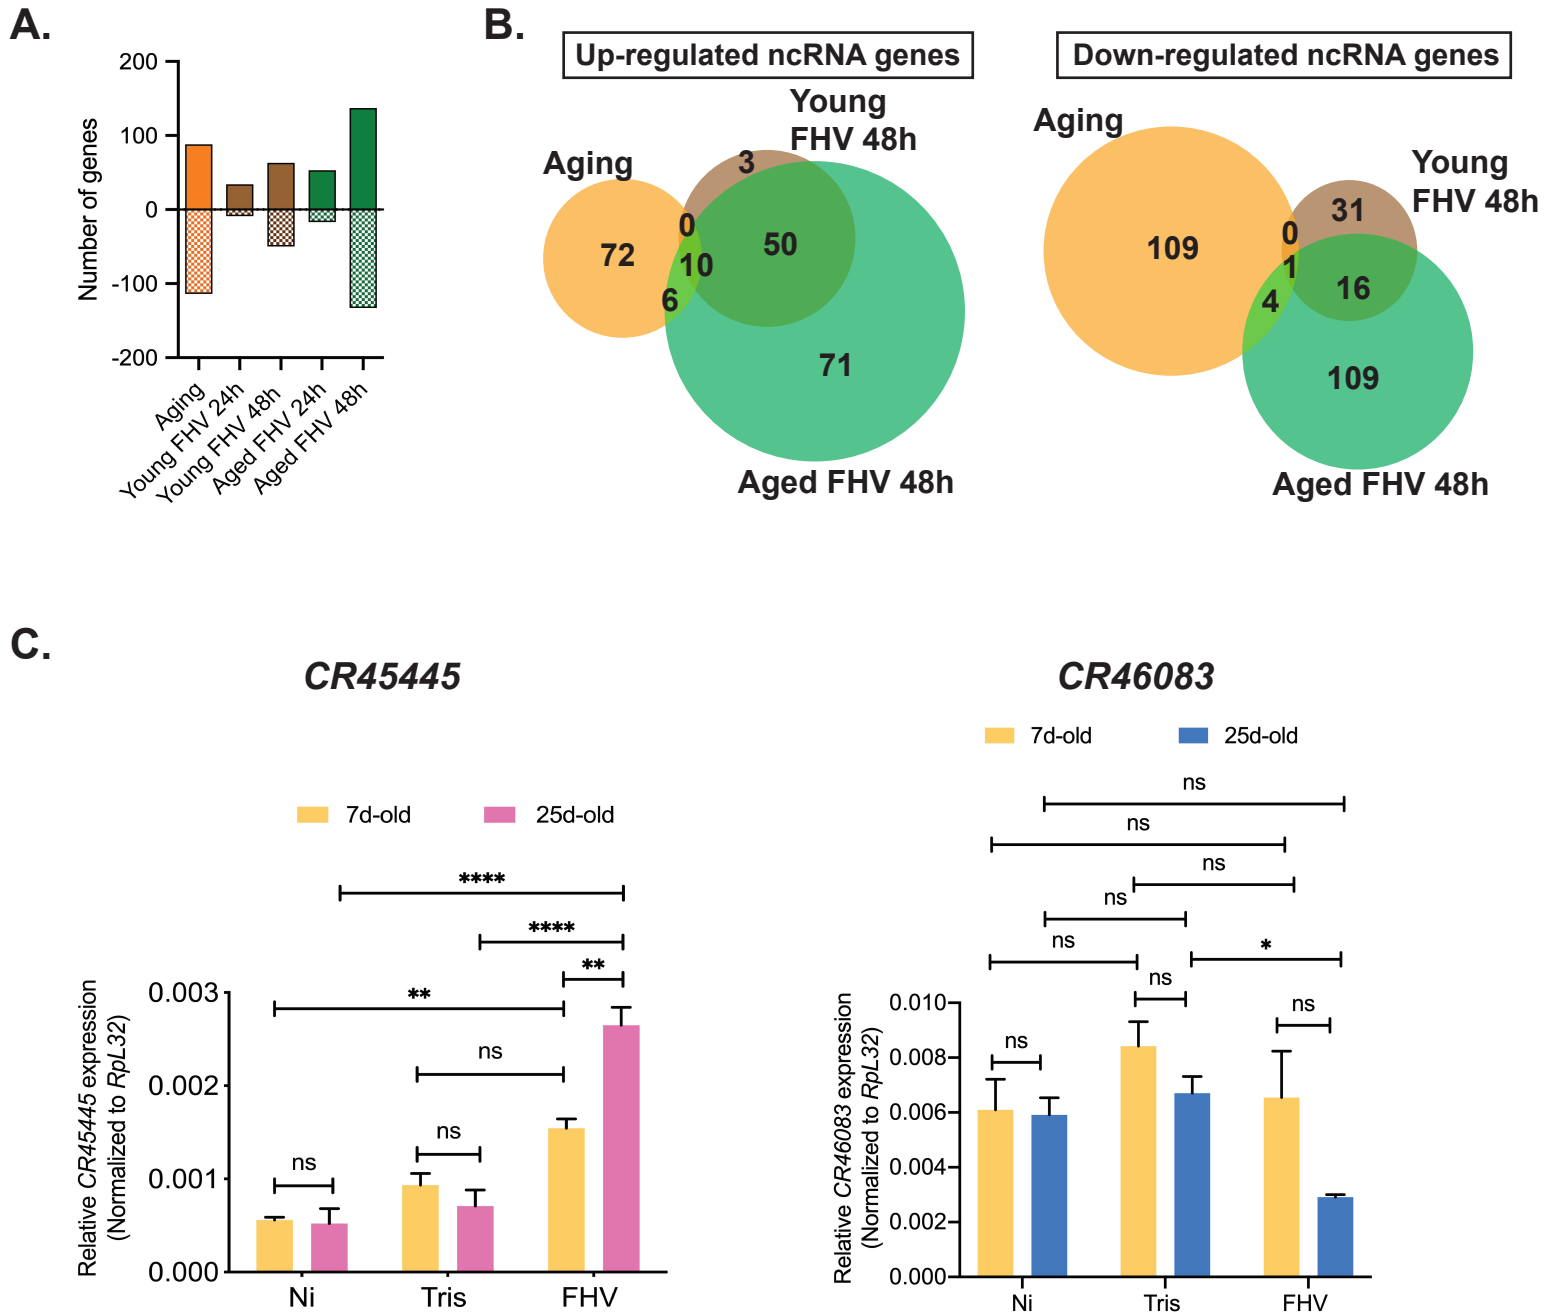 A.
200
100
0
-100
-200
Number of genes
Aging
Young FHV 24h
Young FHV 48h
Aged FHV 24h
Aged FHV 48h
B.
Up-regulated ncRNA genes
Young
FHV 48h
Aging
3
0
72
50
10
6
71
Aged FHV 48h
Down-regulated ncRNA genes
Aging
Young
FHV 48h
31
0
109
1
16
4
109
Aged FHV 48h
C.
CR45445
7d-old
25d-old
****
****
**
**
ns
ns
ns
0.003
0.002
0.001
0.000
Relative CR45445 expression
(Normalized to RpL32)
Ni
Tris
FHV
CR46083
7d-old
25d-old
ns
ns
ns
ns
ns
*
ns
ns
ns
0.010
0.008
0.006
0.004
0.002
0.000
Relative CR46083 expression
(Normalized to RpL32)
Ni
Tris
FHV